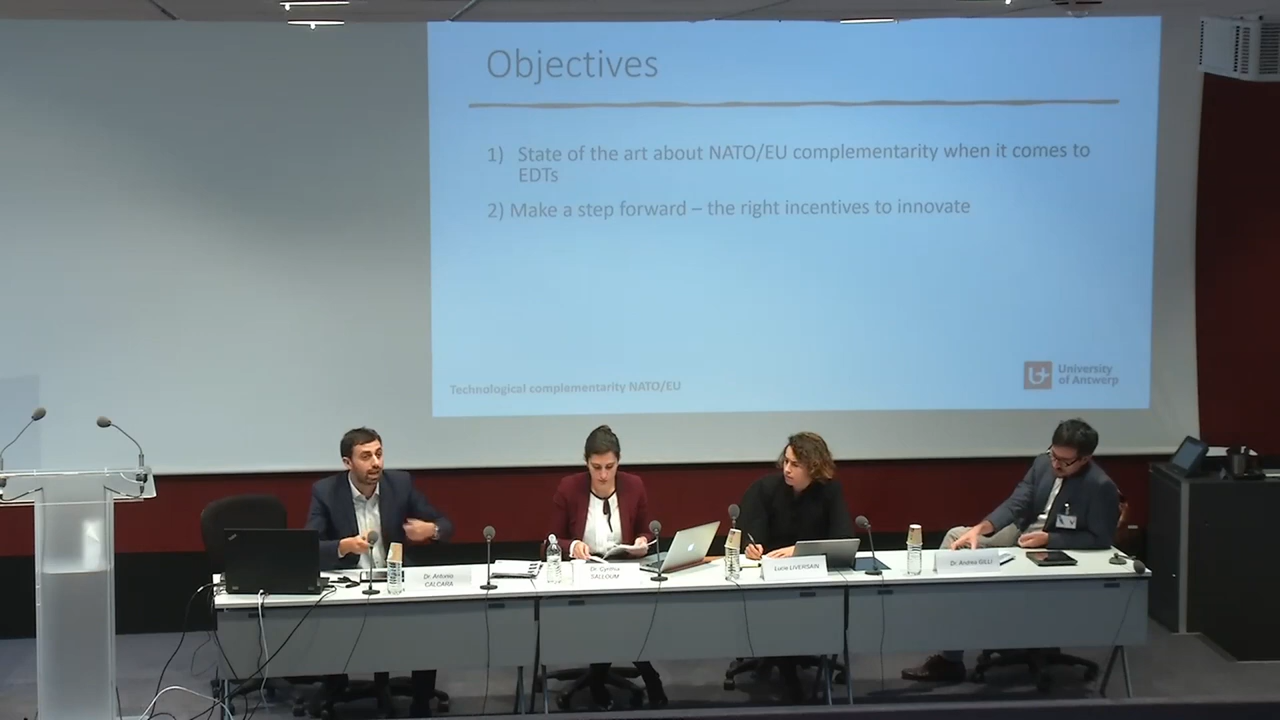 Objectives
1) State of the art about NATO/EU complementarity when it comes to
EDTs
2) Make a step forward – the right incentives to innovate
Technological complementarity NATO/EU
University
of Antwerp
Dr. Antonio
CALCARA
Dr. Cynthia
SALLOUM
Lucie LIVERSAIN
Dr. Andrea GILLI